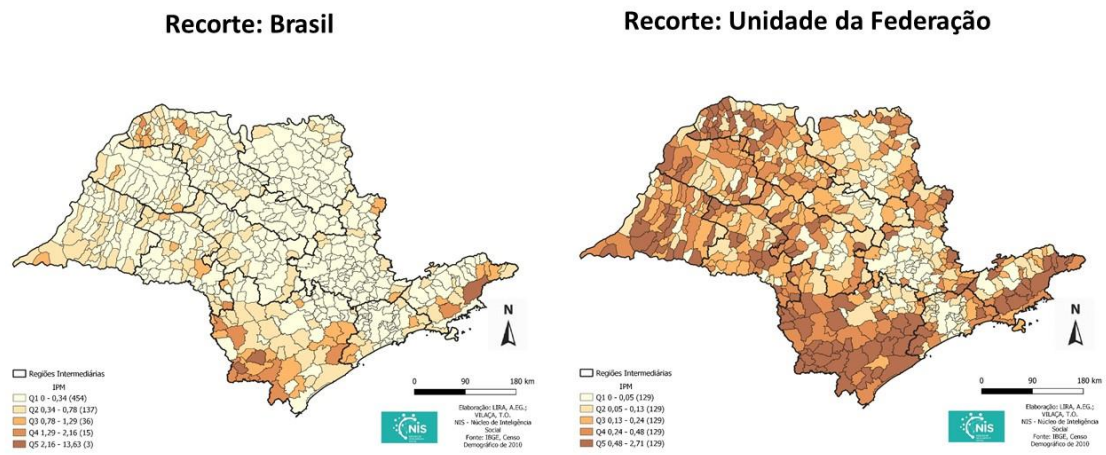 Recorte: Brasil
Recorte: Unidade da Federação
N
Regiões Intermediárias
IPM
Q1 0 - 0,34 (454)
Q2 0,34 - 0,78 (137)
Q3 0,78 - 1,29 (36)
Q4 1,29 - 2,16 (15)
Q5 2,16 - 13,63 (3)
0 90 180 km
NIS
Elaboração: LIRA, A.EG.;
VILAÇA, T.O.
NIS - Núcleo de Inteligência
Social
Fonte: IBGE, Censo
Demográfico de 2010
N
Regiões Intermediárias
IPM
Q1 0 - 0,05 (129)
Q2 0,05 - 0,13 (129)
Q3 0,13 - 0,24 (129)
Q4 0,24 - 0,48 (129)
Q5 0,48 - 2,71 (129)
0 90 180 km
NIS
Elaboração: LIRA, A.EG.;
VILAÇA, T.O.
NIS - Núcleo de Inteligência
Social
Fonte: IBGE, Censo
Demográfico de 2010